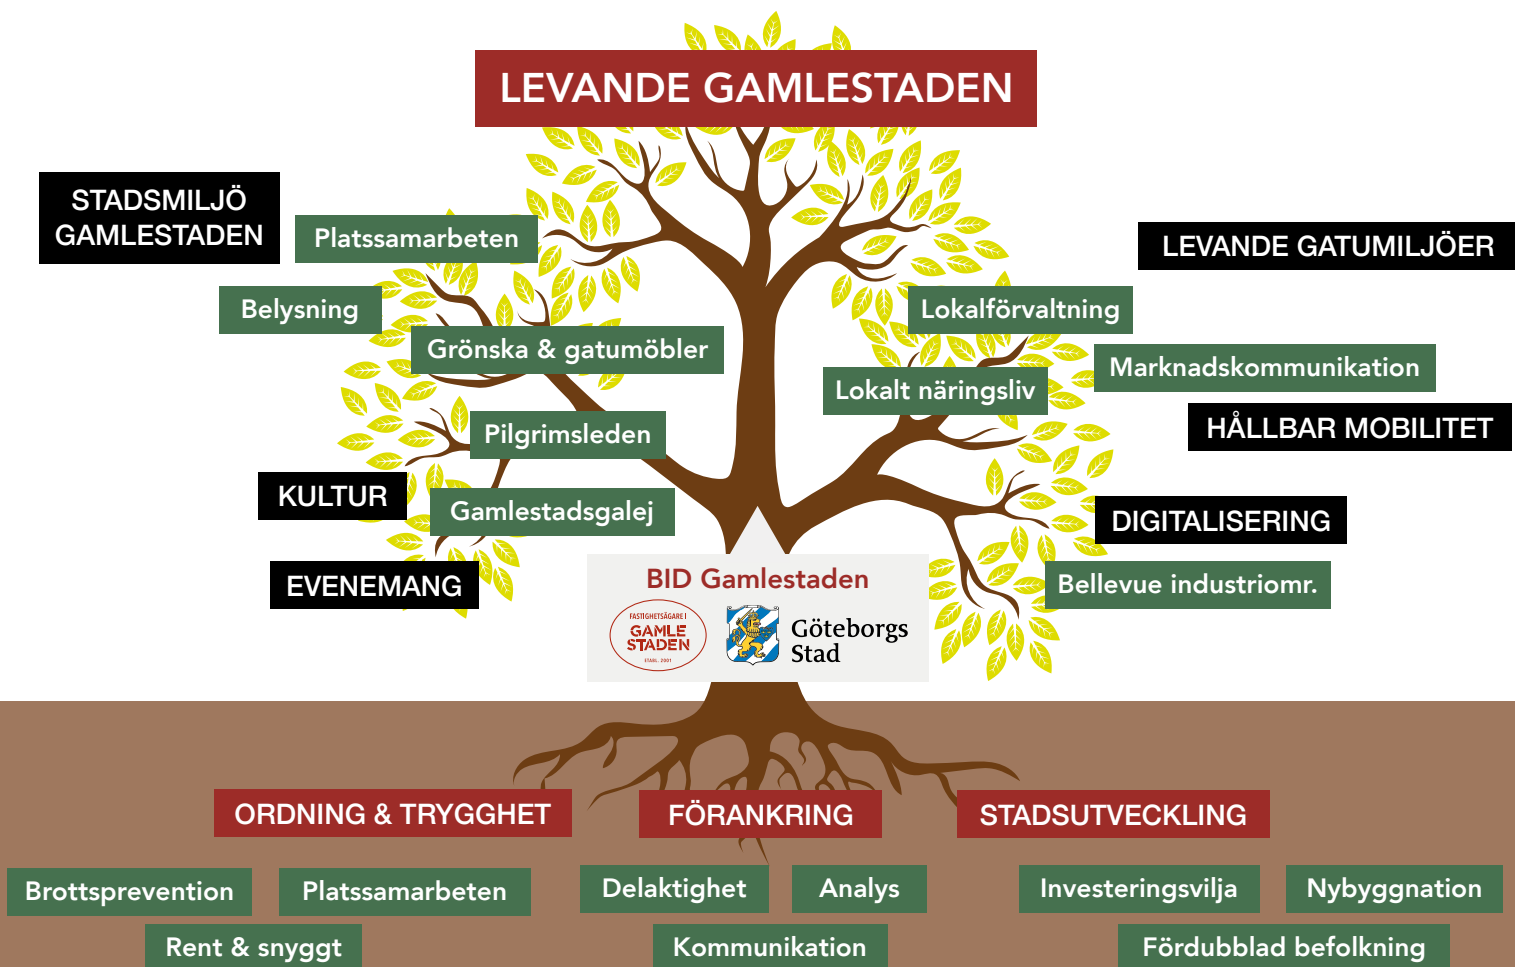 LEVANDE GAMLESTADEN
STADSMILJÖ
GAMLESTADEN
Platssamarbeten
LEVANDE GATUMILJÖER
Belysning
Lokalförvaltning
Grönska & gatumöbler
Marknadskommunikation
Lokalt näringsliv
HÅLLBAR MOBILITET
Pilgrimsleden
KULTUR
Gamlestadsgalej
DIGITALISERING
EVENEMANG
BID Gamlestaden
Bellevue industriomr.
FASTIGHETSÄGARE I
GAMLE
STADEN
ETABL. 2001
Göteborgs
Stad
ORDNING & TRYGGHET
FÖRANKRING
STADSUTVECKLING
Brottsprevention
Platssamarbeten
Delaktighet
Analys
Investeringsvilja
Nybyggnation
Rent & snyggt
Kommunikation
Fördubblad befolkning